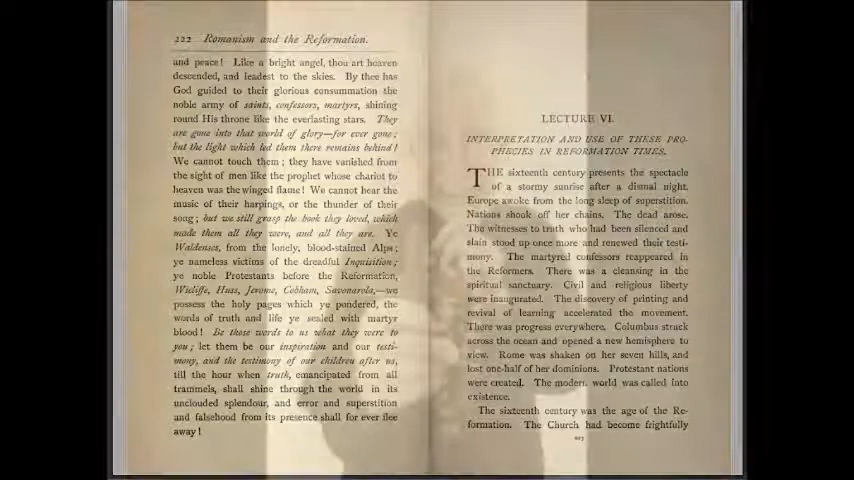 222 Romanism and the Reformation.
and peace! Like a bright angel, thou art heaven
descended, and leadest to the skies. By thee has
God guided to their glorious consummation the
noble army of saints, confessors, martyrs, shining
round His throne like the everlasting stars. They
are gone into that world of glory—for ever gone;
but the light which led them there remains behind!
We cannot touch them; they have vanished from
the sight of men like the prophet whose chariot to
heaven was the winged flame! We cannot hear the
music of their harpings, or the thunder of their
song; but we still grasp the book they loved, which
made them all they were, and all they are. Ye
Waldenses, from the lonely, blood-stained Alps;
ye nameless victims of the dreadful Inquisition;
ye noble Protestants before the Reformation,
Wicliffe, Huss, Jerome, Cobham, Savonarola,—we
possess the holy pages which ye pondered, the
words of truth and life ye sealed with martyr
blood! Be those words to us what they were to
you; let them be our inspiration and our testi-
mony, and the testimony of our children after us,
till the hour when truth, emancipated from all
trammels, shall shine through the world in its
unclouded splendour, and error and superstition
and falsehood from its presence shall for ever flee
away!
LECTURE VI.
INTERPRETATION AND USE OF THESE PRO-
PHECIES IN REFORMATION TIMES.
THE sixteenth century presents the spectacle
of a stormy sunrise after a dismal night.
Europe awoke from the long sleep of superstition.
Nations shook off her chains. The dead arose.
The witnesses to truth who had been silenced and
slain stood up once more and renewed their testi-
mony. The martyred confessors reappeared in
the Reformers. There was a cleansing in the
spiritual sanctuary. Civil and religious liberty
were inaugurated. The discovery of printing and
revival of learning accelerated the movement.
There was progress everywhere. Columbus struck
across the ocean and opened a new hemisphere to
view. Rome was shaken on her seven hills, and
lost one-half of her dominions. Protestant nations
were created. The modern world was called into
existence.
The sixteenth century was the age of the Re-
formation. The Church had become frightfully
223